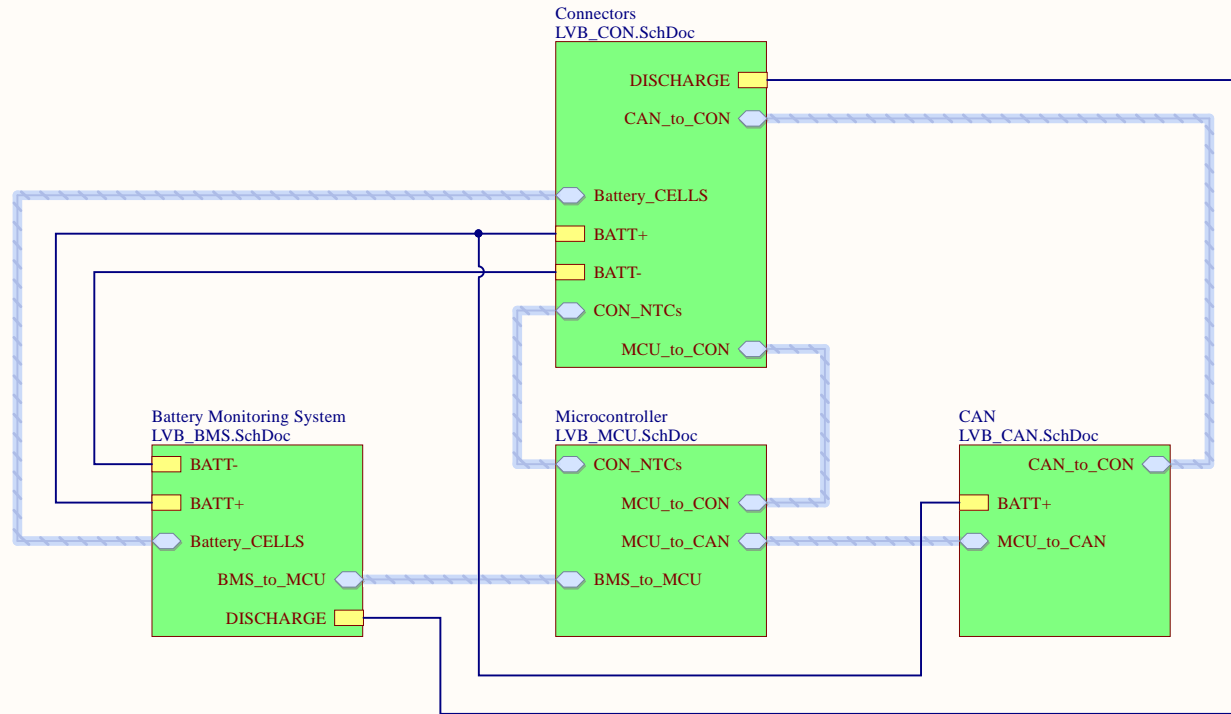 Connectors
LVB_CON.SchDoc
DISCHARGE
CAN_to_CON
Battery_CELLS
BATT+
BATT-
CON_NTCs
MCU_to_CON
Battery Monitoring System
LVB_BMS.SchDoc
BATT-
BATT+
Battery_CELLS
BMS_to_MCU
DISCHARGE
Microcontroller
LVB_MCU.SchDoc
CON_NTCs
MCU_to_CON
MCU_to_CAN
BMS_to_MCU
CAN
LVB_CAN.SchDoc
CAN_to_CON
BATT+
MCU_to_CAN